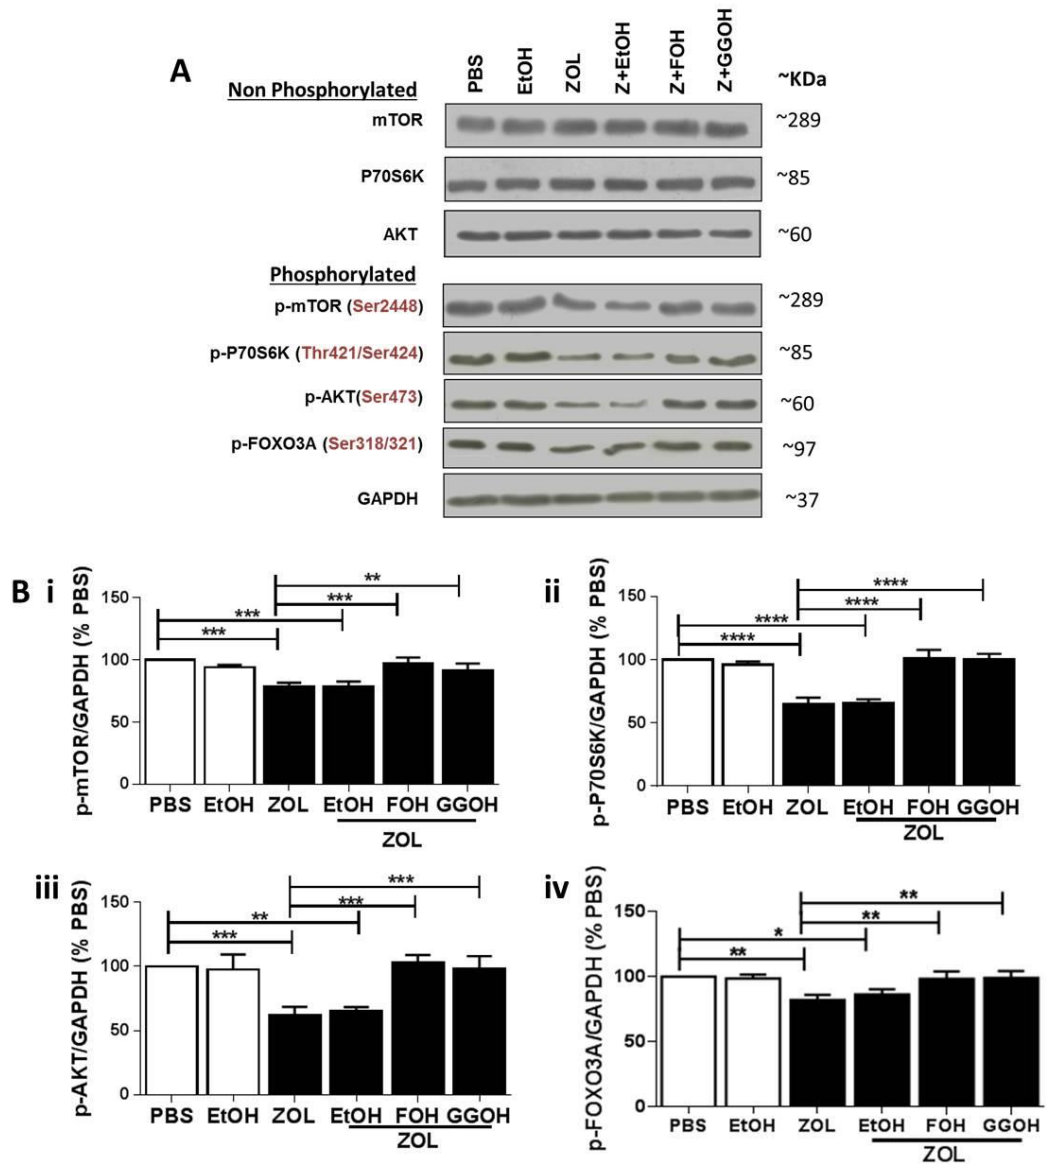 A
PBS EtOH ZOL Z+EtOH Z+FOH Z+GGOH ~KDa
Non Phosphorylated
mTOR ~289
P70S6K ~85
AKT ~60
Phosphorylated
p-mTOR (Ser2448) ~289
p-P70S6K (Thr421/Ser424) ~85
p-AKT(Ser473) ~60
p-FOXO3A (Ser318/321) ~97
GAPDH ~37
B i
p-mTOR/GAPDH (% PBS)
150
100
50
0
**
***
***
***
PBS EtOH ZOL EtOH FOH GGOH
ZOL
ii
p-P70S6K/GAPDH (% PBS)
150
100
50
0
****
****
****
****
PBS EtOH ZOL EtOH FOH GGOH
ZOL
iii
p-AKT/GAPDH (% PBS)
150
100
50
0
***
***
**
***
PBS EtOH ZOL EtOH FOH GGOH
ZOL
iv
p-FOXO3A/GAPDH (% PBS)
150
100
50
0
**
**
*
**
PBS EtOH ZOL EtOH FOH GGOH
ZOL